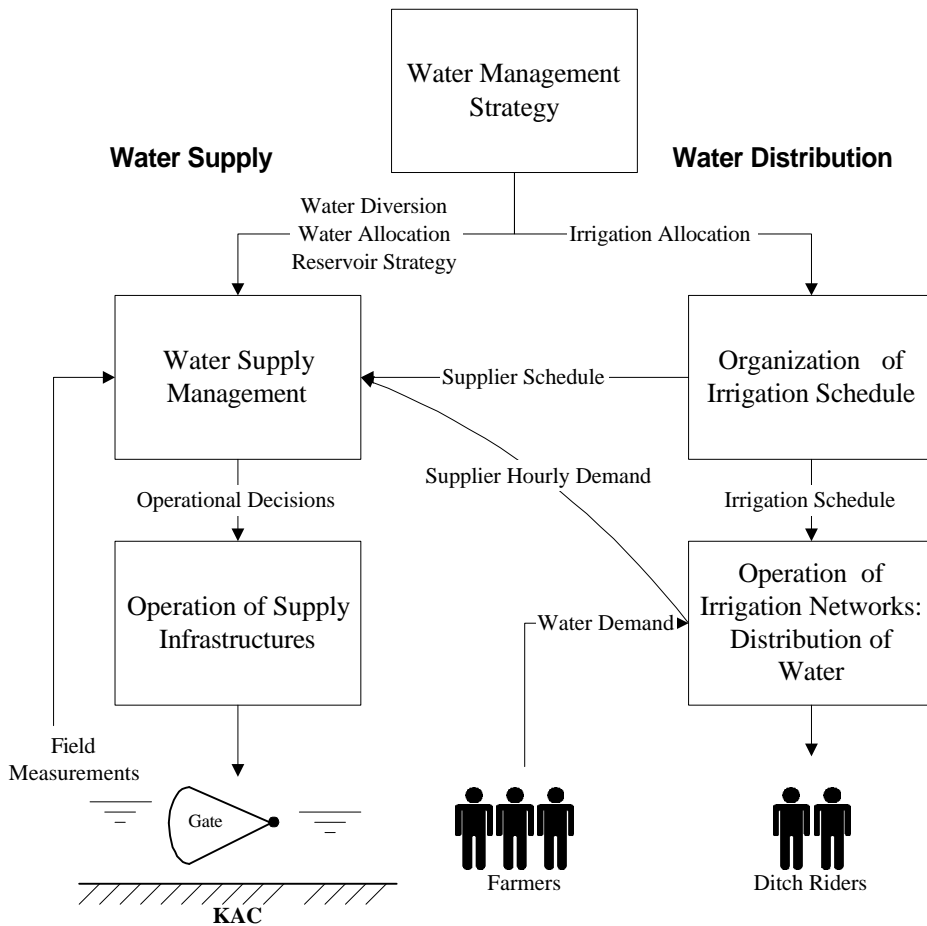 Water Management
Strategy
Water Supply
Water Distribution
Water Diversion
Water Allocation
Reservoir Strategy
Irrigation Allocation
Water Supply
Management
Supplier Schedule
Organization of
Irrigation Schedule
Supplier Hourly Demand
Operational Decisions
Irrigation Schedule
Operation of Supply
Infrastructures
Water Demand
Operation of
Irrigation Networks:
Distribution of
Water
Field
Measurements
Gate
Farmers
Ditch Riders
KAC